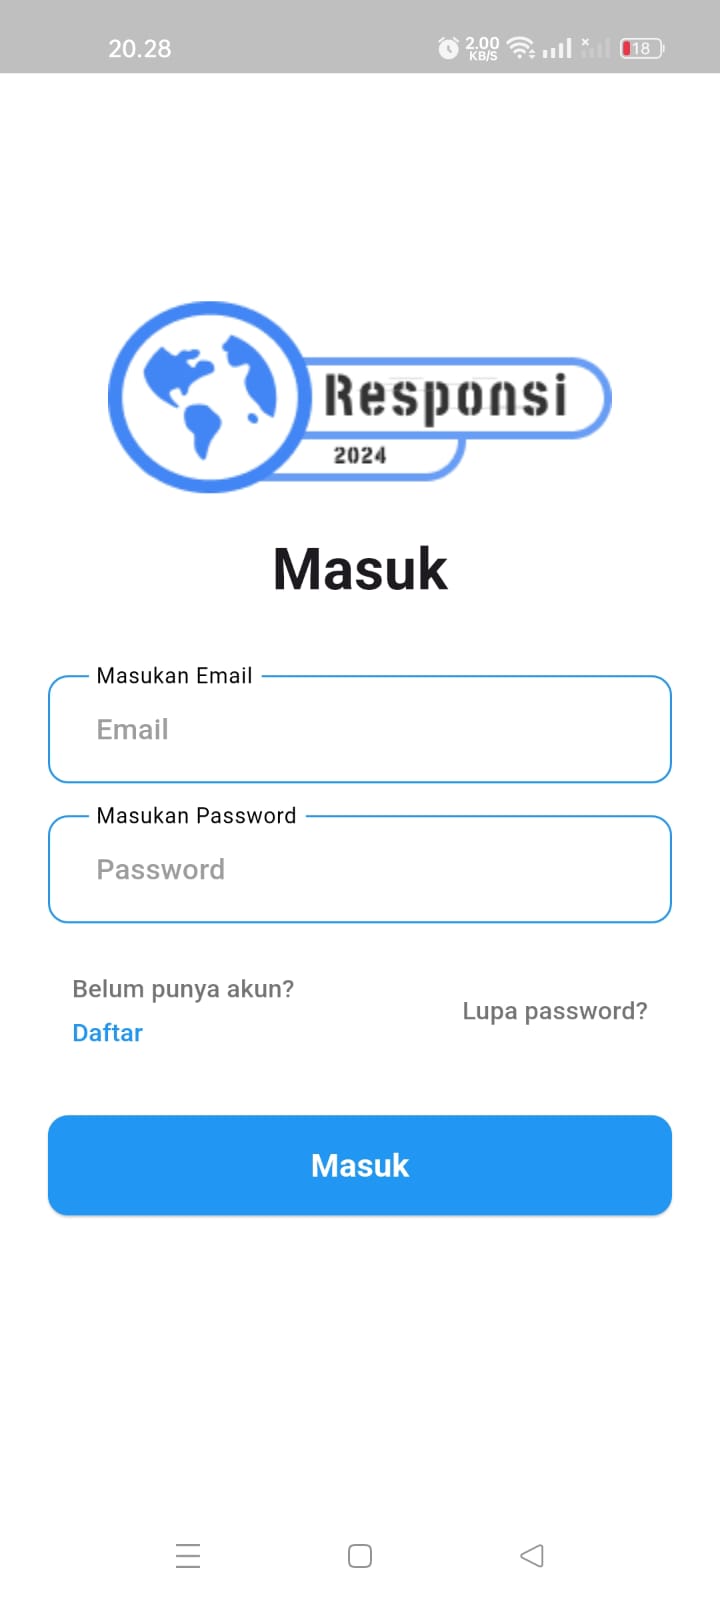 20.28
2.00
KB/S
18
Responsi
2024
Masuk
Masukan Email
Email
Masukan Password
Password
Belum punya akun?
Daftar
Lupa password?
Masuk